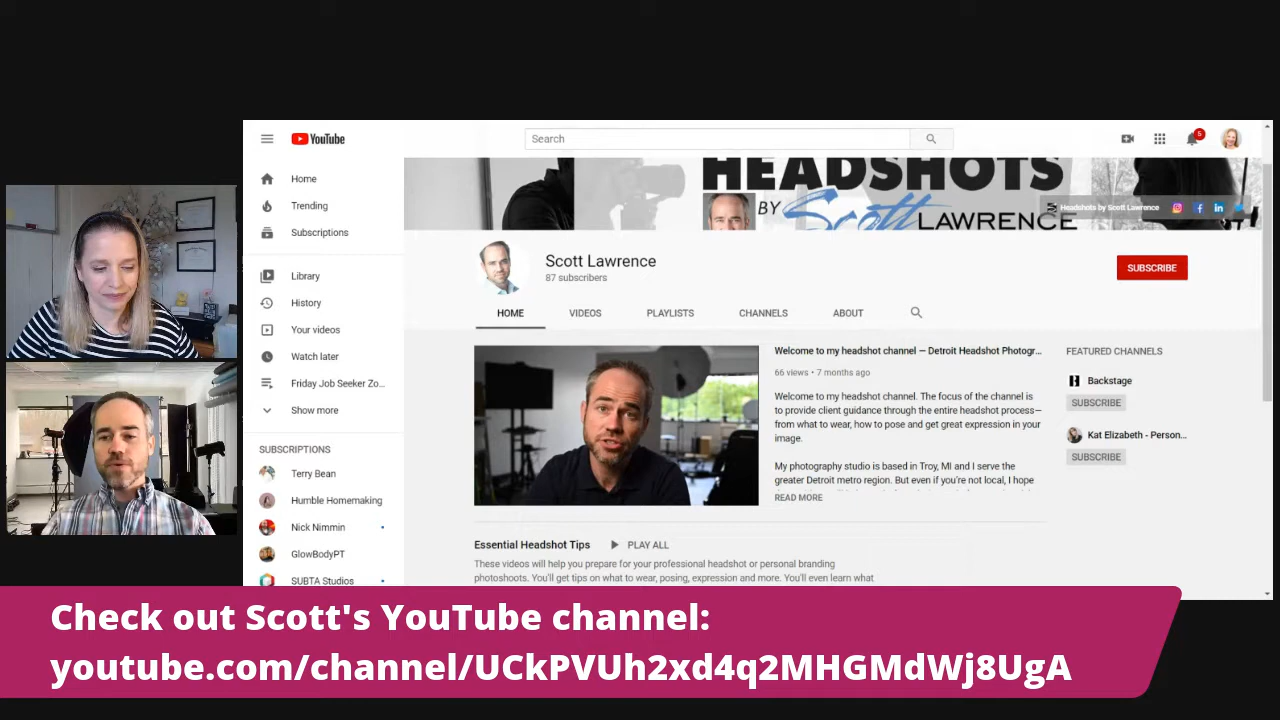 YouTube
Search
5
HEADSHOTS
BY Scott LAWRENCE
Headshots by Scott Lawrence
Home
Trending
Subscriptions
Library
History
Your videos
Watch later
Friday Job Seeker Zo...
Show more
SUBSCRIPTIONS
Terry Bean
Humble Homemaking
Nick Nimmin
GlowBodyPT
SUBTA Studios
Scott Lawrence
87 subscribers
SUBSCRIBE
HOME
VIDEOS
PLAYLISTS
CHANNELS
ABOUT
Welcome to my headshot channel — Detroit Headshot Photogr...
66 views • 7 months ago
Welcome to my headshot channel. The focus of the channel is
to provide client guidance through the entire headshot process—
from what to wear, how to pose and get great expression in your
image.
My photography studio is based in Troy, MI and I serve the
greater Detroit metro region. But even if you're not local, I hope
READ MORE
FEATURED CHANNELS
Backstage
SUBSCRIBE
Kat Elizabeth - Person...
SUBSCRIBE
Essential Headshot Tips
PLAY ALL
These videos will help you prepare for your professional headshot or personal branding
photoshoots. You'll get tips on what to wear, posing, expression and more. You'll even learn what
Check out Scott's YouTube channel:
youtube.com/channel/UCkPVUh2xd4q2MHGMdWj8UgA